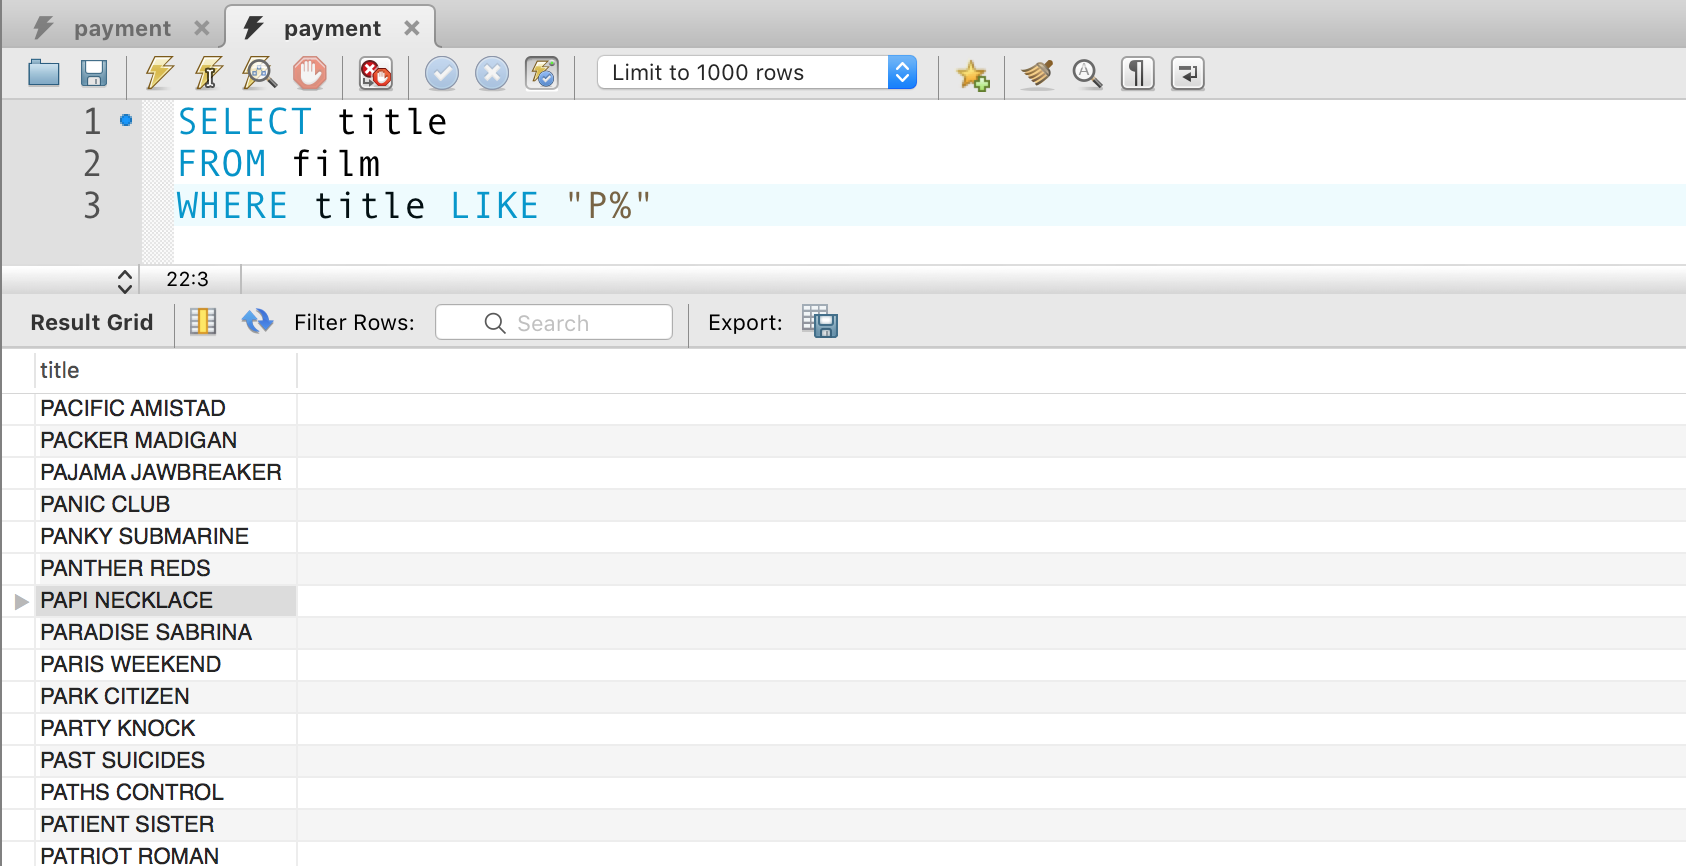 payment payment
Limit to 1000 rows
1 SELECT title
2 FROM film
3 WHERE title LIKE "P%"
22:3
Result Grid Filter Rows: Search Export:
title
PACIFIC AMISTAD
PACKER MADIGAN
PAJAMA JAWBREAKER
PANIC CLUB
PANKY SUBMARINE
PANTHER REDS
PAPI NECKLACE
PARADISE SABRINA
PARIS WEEKEND
PARK CITIZEN
PARTY KNOCK
PAST SUICIDES
PATHS CONTROL
PATIENT SISTER
PATRIOT ROMAN